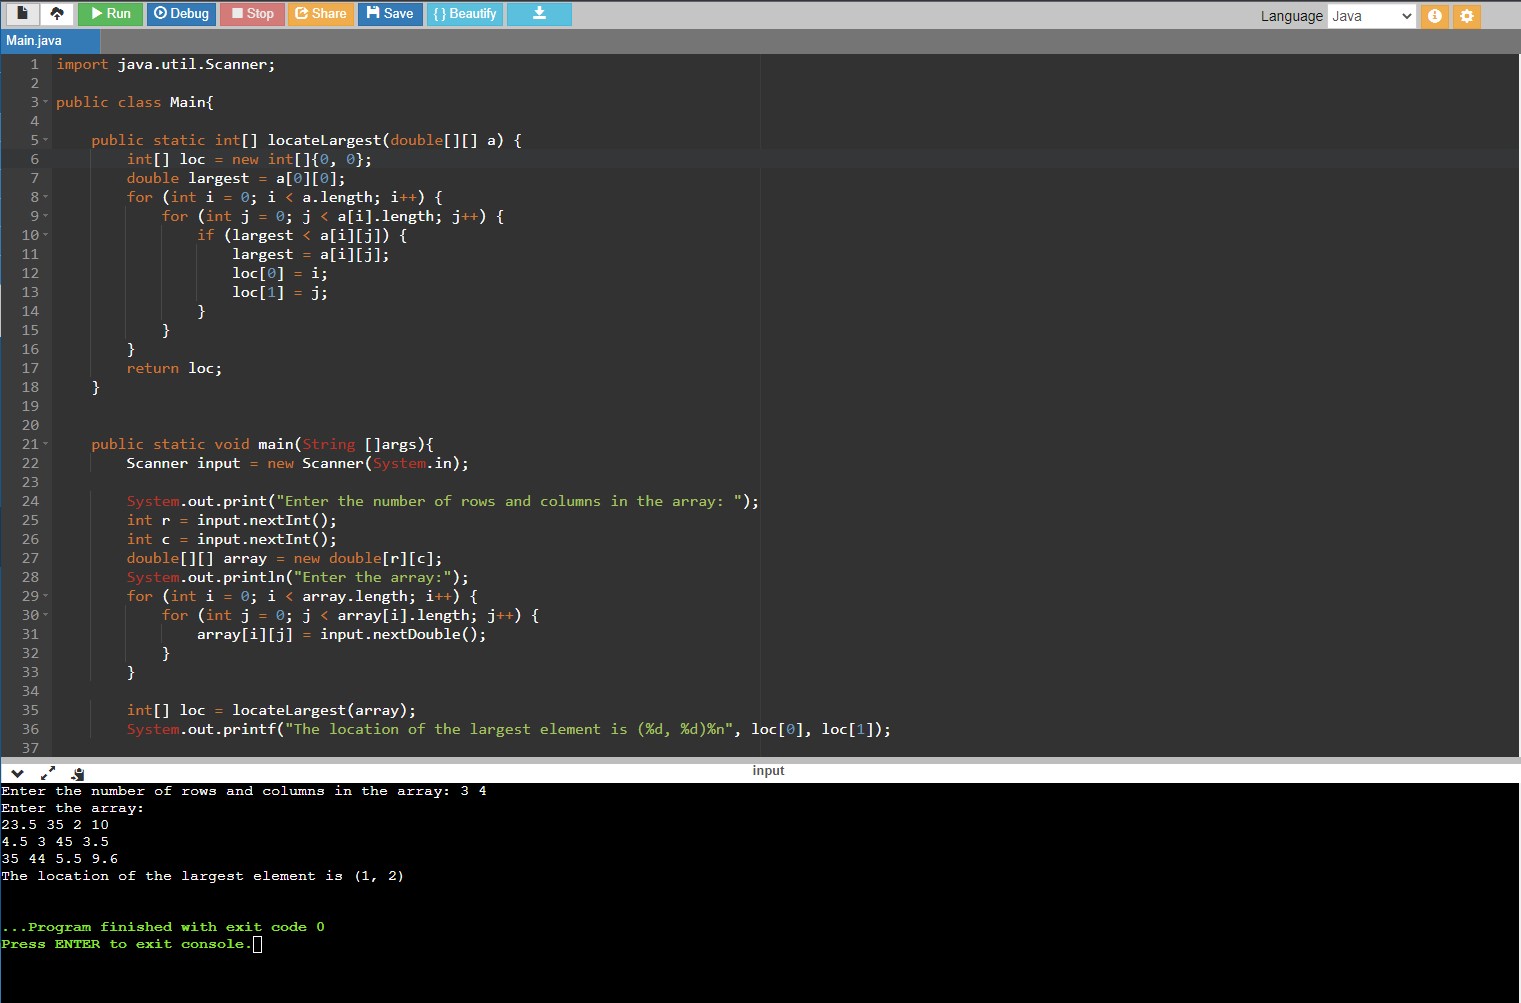 Run Debug Stop Share Save {} Beautify Language Java
Main.java
1 import java.util.Scanner;
2
3 public class Main{
4
5     public static int[] locateLargest(double[][] a) {
6         int[] loc = new int[]{0, 0};
7         double largest = a[0][0];
8         for (int i = 0; i < a.length; i++) {
9             for (int j = 0; j < a[i].length; j++) {
10                 if (largest < a[i][j]) {
11                     largest = a[i][j];
12                     loc[0] = i;
13                     loc[1] = j;
14                 }
15             }
16         }
17         return loc;
18     }
19
20
21     public static void main(String []args){
22         Scanner input = new Scanner(System.in);
23
24         System.out.print("Enter the number of rows and columns in the array: ");
25         int r = input.nextInt();
26         int c = input.nextInt();
27         double[][] array = new double[r][c];
28         System.out.println("Enter the array:");
29         for (int i = 0; i < array.length; i++) {
30             for (int j = 0; j < array[i].length; j++) {
31                 array[i][j] = input.nextDouble();
32             }
33         }
34
35         int[] loc = locateLargest(array);
36         System.out.printf("The location of the largest element is (%d, %d)%n", loc[0], loc[1]);
37
input
Enter the number of rows and columns in the array: 3 4
Enter the array:
23.5 35 2 10
4.5 3 45 3.5
35 44 5.5 9.6
The location of the largest element is (1, 2)
...Program finished with exit code 0
Press ENTER to exit console.